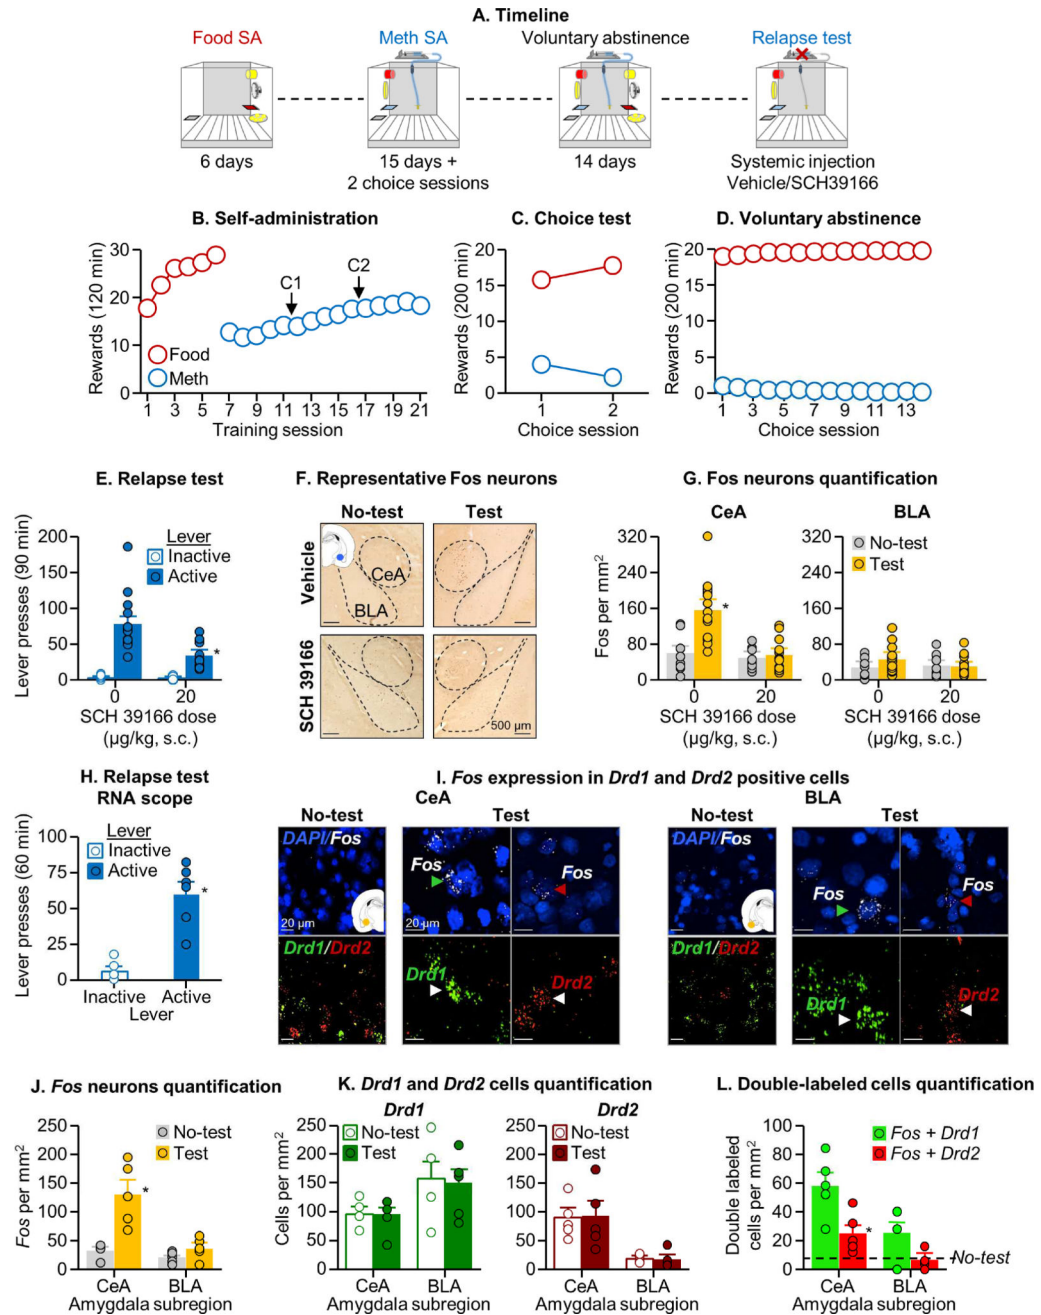 A. Timeline
Food SA
Meth SA
Voluntary abstinence
Relapse test
6 days
15 days +
2 choice sessions
14 days
Systemic injection
Vehicle/SCH39166
B. Self-administration
Rewards (120 min)
30
20
10
0
C1
C2
Food
Meth
1 3 5 7 9 11 13 15 17 19 21
Training session
C. Choice test
Rewards (200 min)
20
15
10
5
0
1 2
Choice session
D. Voluntary abstinence
Rewards (200 min)
20
15
10
5
0
1 3 5 7 9 11 13
Choice session
E. Relapse test
Lever presses (90 min)
200
150
100
50
0
Lever
Inactive
Active
*
0 20
SCH 39166 dose
(µg/kg, s.c.)
F. Representative Fos neurons
No-test Test
Vehicle
CeA
BLA
SCH 39166
500 µm
G. Fos neurons quantification
CeA
Fos per mm²
320
240
160
80
0
*
0 20
SCH 39166 dose
(µg/kg, s.c.)
BLA
320
240
160
80
0
No-test
Test
0 20
SCH 39166 dose
(µg/kg, s.c.)
H. Relapse test
RNA scope
Lever presses (60 min)
100
75
50
25
0
Lever
Inactive
Active
*
Inactive Active
Lever
I. Fos expression in Drd1 and Drd2 positive cells
CeA
No-test Test
DAPI/Fos
20 µm
Fos
20 µm
Fos
Drd1/Drd2
Drd1
Drd2
BLA
No-test Test
DAPI/Fos
Fos
Fos
Drd1/Drd2
Drd1
Drd2
J. Fos neurons quantification
Fos per mm²
250
200
150
100
50
0
No-test
Test
*
CeA BLA
Amygdala subregion
K. Drd1 and Drd2 cells quantification
Drd1
Cells per mm²
250
200
150
100
50
0
No-test
Test
CeA BLA
Amygdala subregion
Drd2
250
200
150
100
50
0
No-test
Test
CeA BLA
Amygdala subregion
L. Double-labeled cells quantification
Double labeled
cells per mm²
100
80
60
40
20
0
Fos + Drd1
Fos + Drd2
*
No-test
CeA BLA
Amygdala subregion